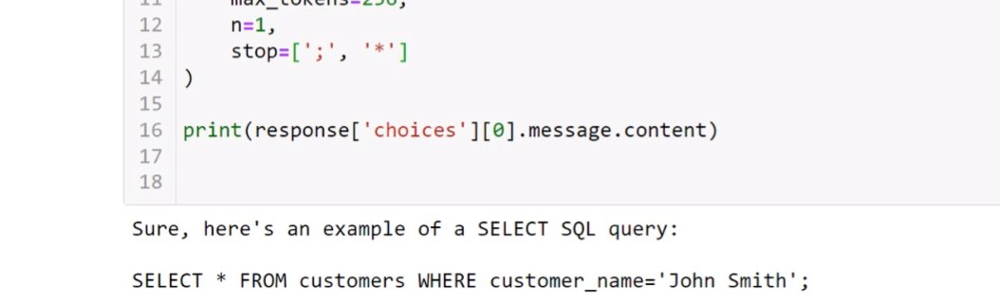 12 n=1,
13 stop=[';', '*']
14 )
15
16 print(response['choices'][0].message.content)
17
18
Sure, here's an example of a SELECT SQL query:
SELECT * FROM customers WHERE customer_name='John Smith';